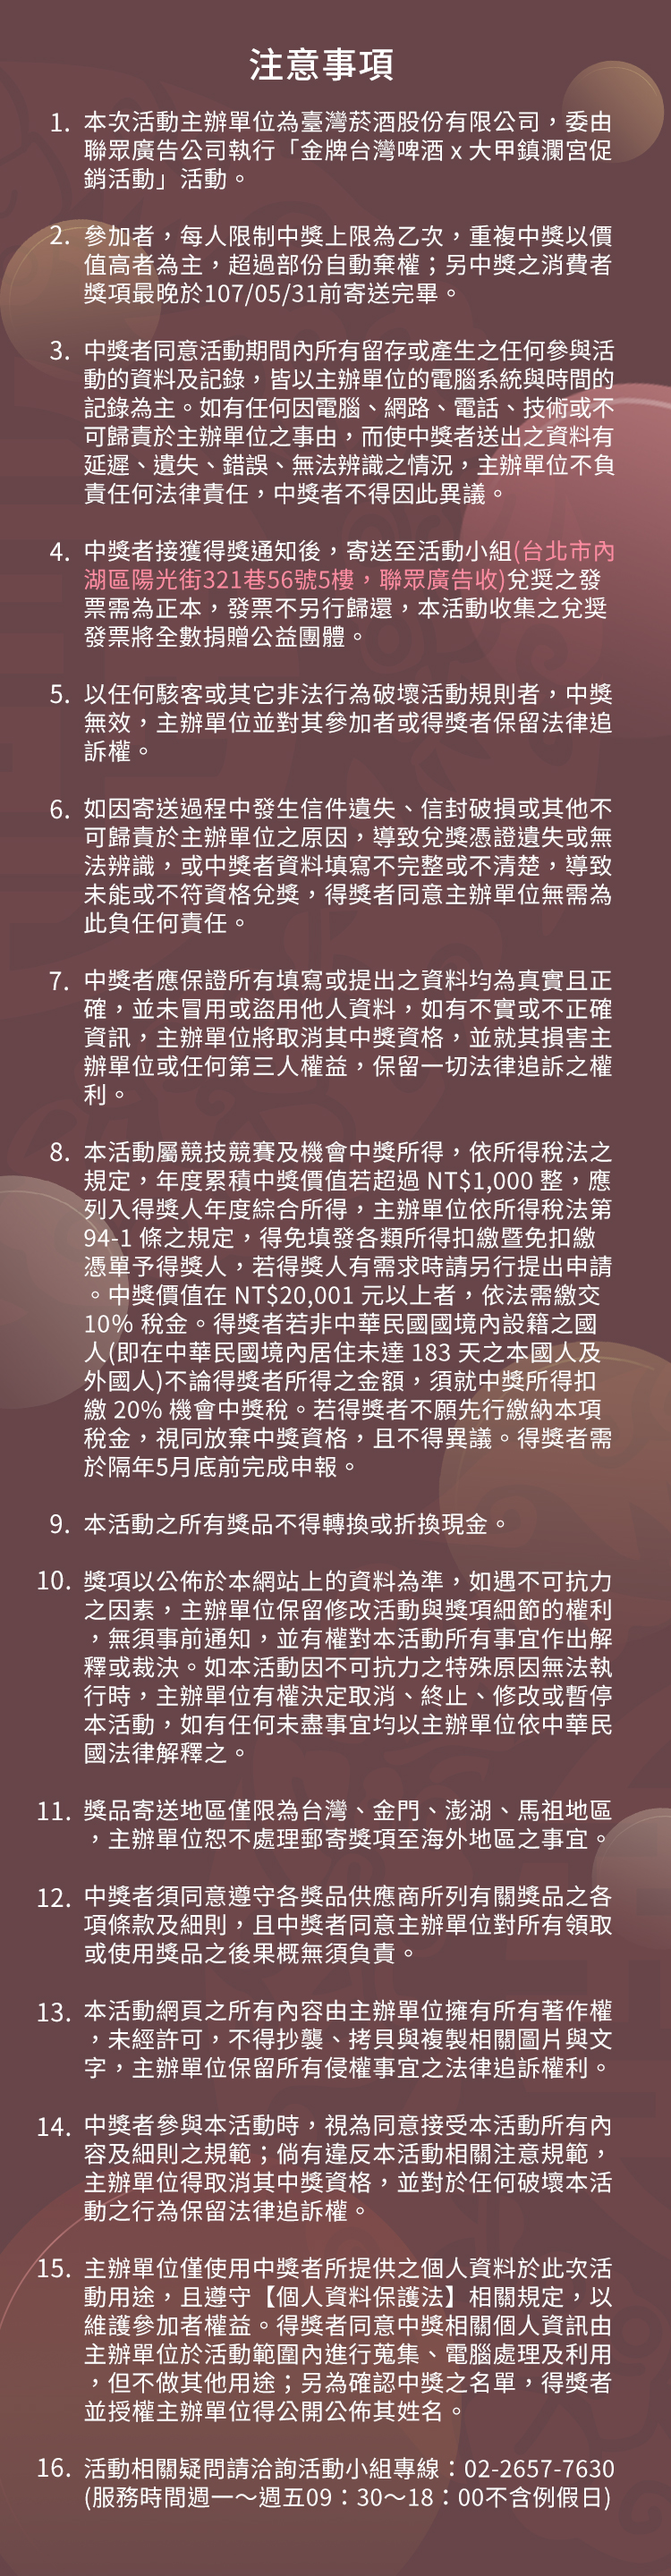 注意事項
1. 本次活動主辦單位為臺灣菸酒股份有限公司，委由
聯眾廣告公司執行「金牌台灣啤酒 x 大甲鎮瀾宮促
銷活動」活動。
2. 參加者，每人限制中獎上限為乙次，重複中獎以價
值高者為主，超過部份自動棄權；另中獎之消費者
獎項最晚於107/05/31前寄送完畢。
3. 中獎者同意活動期間內所有留存或產生之任何參與活
動的資料及記錄，皆以主辦單位的電腦系統與時間的
記錄為主。如有任何因電腦、網路、電話、技術或不
可歸責於主辦單位之事由，而使中獎者送出之資料有
延遲、遺失、錯誤、無法辨識之情況，主辦單位不負
責任何法律責任，中獎者不得因此異議。
4. 中獎者接獲得獎通知後，寄送至活動小組(台北市內
湖區陽光街321巷56號5樓，聯眾廣告收)兌獎之發
票需為正本，發票不另行歸還，本活動收集之兌獎
發票將全數捐贈公益團體。
5. 以任何駭客或其它非法行為破壞活動規則者，中獎
無效，主辦單位並對其參加者或得獎者保留法律追
訴權。
6. 如因寄送過程中發生信件遺失、信封破損或其他不
可歸責於主辦單位之原因，導致兌獎憑證遺失或無
法辨識，或中獎者資料填寫不完整或不清楚，導致
未能或不符資格兌獎，得獎者同意主辦單位無需為
此負任何責任。
7. 中獎者應保證所有填寫或提出之資料均為真實且正
確，並未冒用或盜用他人資料，如有不實或不正確
資訊，主辦單位將取消其中獎資格，並就其損害主
辦單位或任何第三人權益，保留一切法律追訴之權
利。
8. 本活動屬競技競賽及機會中獎所得，依所得稅法之
規定，年度累積中獎價值若超過 NT$1,000 整，應
列入得獎人年度綜合所得，主辦單位依所得稅法第
94-1 條之規定，得免填發各類所得扣繳暨免扣繳
憑單予得獎人，若得獎人有需求時請另行提出申請
。中獎價值在 NT$20,001 元以上者，依法需繳交
10% 稅金。得獎者若非中華民國國境內設籍之國
人(即在中華民國境內居住未達 183 天之本國人及
外國人)不論得獎者所得之金額，須就中獎所得扣
繳 20% 機會中獎稅。若得獎者不願先行繳納本項
稅金，視同放棄中獎資格，且不得異議。得獎者需
於隔年5月底前完成申報。
9. 本活動之所有獎品不得轉換或折換現金。
10. 獎項以公佈於本網站上的資料為準，如遇不可抗力
之因素，主辦單位保留修改活動與獎項細節的權利
，無須事前通知，並有權對本活動所有事宜作出解
釋或裁決。如本活動因不可抗力之特殊原因無法執
行時，主辦單位有權決定取消、終止、修改或暫停
本活動，如有任何未盡事宜均以主辦單位依中華民
國法律解釋之。
11. 獎品寄送地區僅限為台灣、金門、澎湖、馬祖地區
，主辦單位恕不處理郵寄獎項至海外地區之事宜。
12. 中獎者須同意遵守各獎品供應商所列有關獎品之各
項條款及細則，且中獎者同意主辦單位對所有領取
或使用獎品之後果概無須負責。
13. 本活動網頁之所有內容由主辦單位擁有所有著作權
，未經許可，不得抄襲、拷貝與複製相關圖片與文
字，主辦單位保留所有侵權事宜之法律追訴權利。
14. 中獎者參與本活動時，視為同意接受本活動所有內
容及細則之規範；倘有違反本活動相關注意規範，
主辦單位得取消其中獎資格，並對於任何破壞本活
動之行為保留法律追訴權。
15. 主辦單位僅使用中獎者所提供之個人資料於此次活
動用途，且遵守【個人資料保護法】相關規定，以
維護參加者權益。得獎者同意中獎相關個人資訊由
主辦單位於活動範圍內進行蒐集、電腦處理及利用
，但不做其他用途；另為確認中獎之名單，得獎者
並授權主辦單位得公開公佈其姓名。
16. 活動相關疑問請洽詢活動小組專線：02-2657-7630
(服務時間週一～週五09：30～18：00不含例假日)